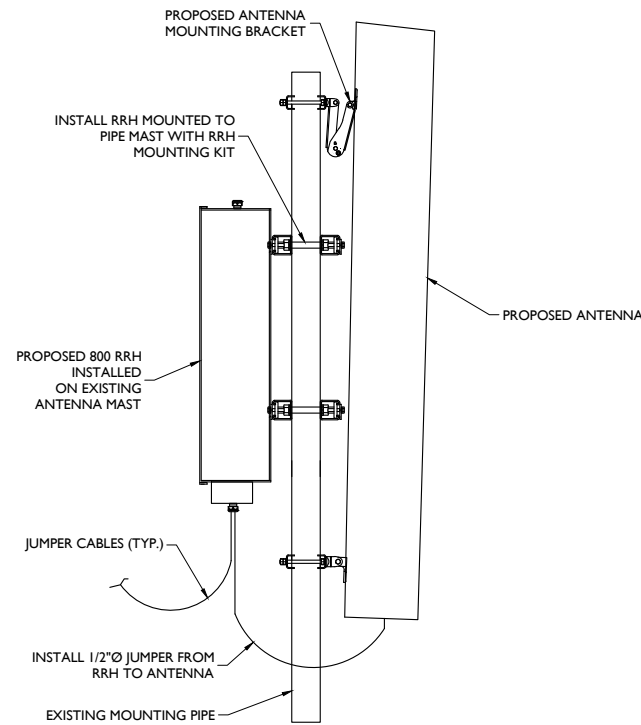 PROPOSED ANTENNA
MOUNTING BRACKET
INSTALL RRH MOUNTED TO
PIPE MAST WITH RRH
MOUNTING KIT
PROPOSED ANTENNA
PROPOSED 800 RRH
INSTALLED
ON EXISTING
ANTENNA MAST
JUMPER CABLES (TYP.)
INSTALL 1/2"Ø JUMPER FROM
RRH TO ANTENNA
EXISTING MOUNTING PIPE